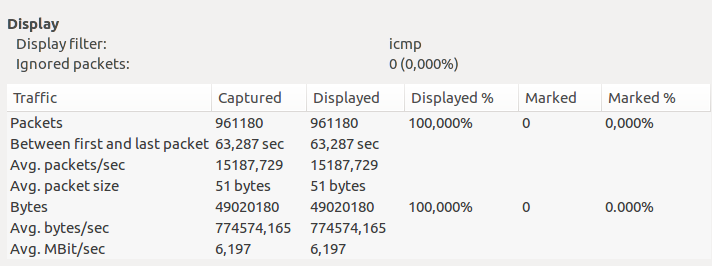 Display
Display filter: icmp
Ignored packets: 0 (0,000%)
Traffic Captured Displayed Displayed % Marked Marked %
Packets 961180 961180 100,000% 0 0,000%
Between first and last packet 63,287 sec 63,287 sec
Avg. packets/sec 15187,729 15187,729
Avg. packet size 51 bytes 51 bytes
Bytes 49020180 49020180 100,000% 0 0.000%
Avg. bytes/sec 774574,165 774574,165
Avg. MBit/sec 6,197 6,197